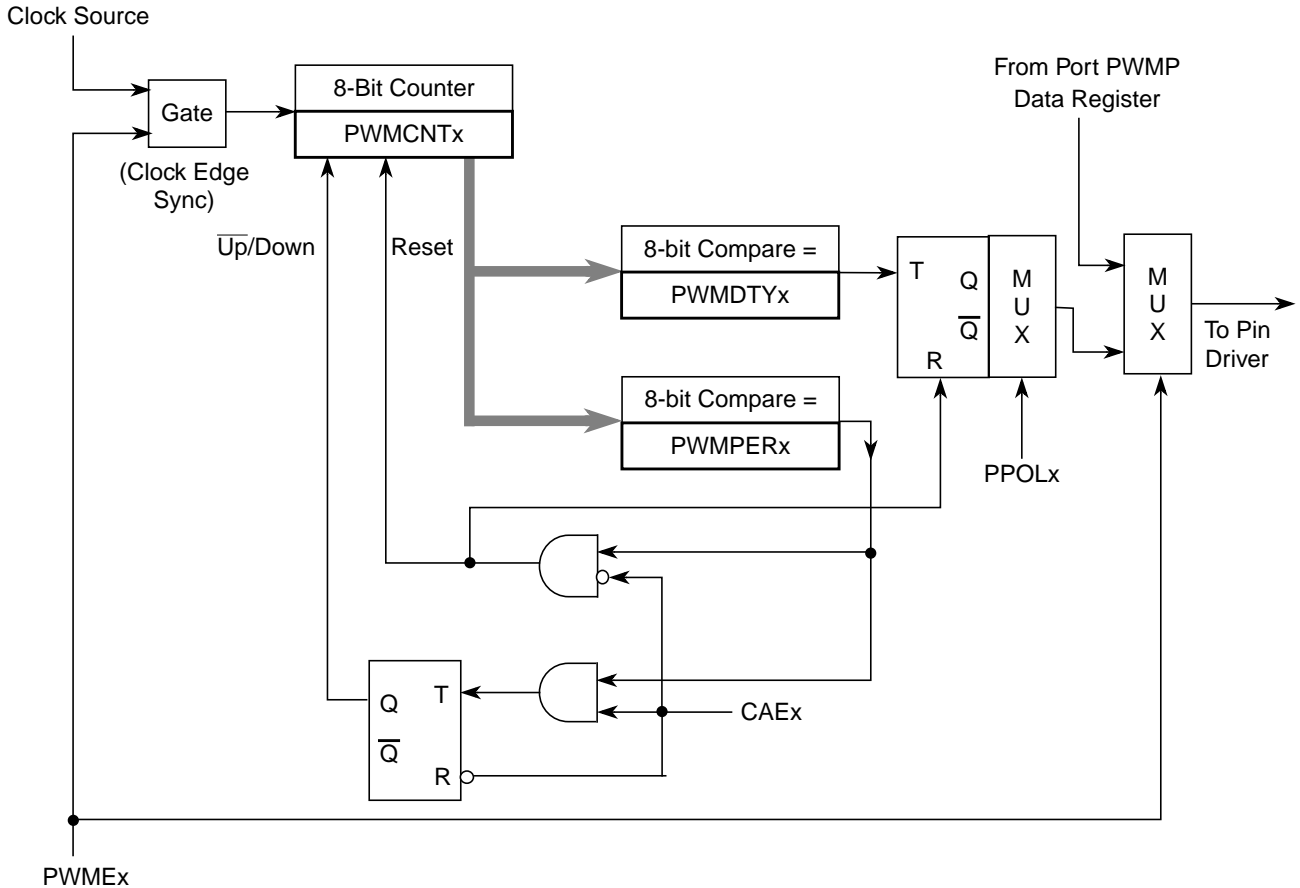 Clock Source
Gate
(Clock Edge
Sync)
8-Bit Counter
PWMCNTx
From Port PWMP
Data Register
U̅p̅/Down
Reset
8-bit Compare =
PWMDTYx
T
Q
Q̅
R
M
U
X
M
U
X
To Pin
Driver
8-bit Compare =
PWMPERx
PPOLx
Q
T
Q̅
R
CAEx
PWMEx